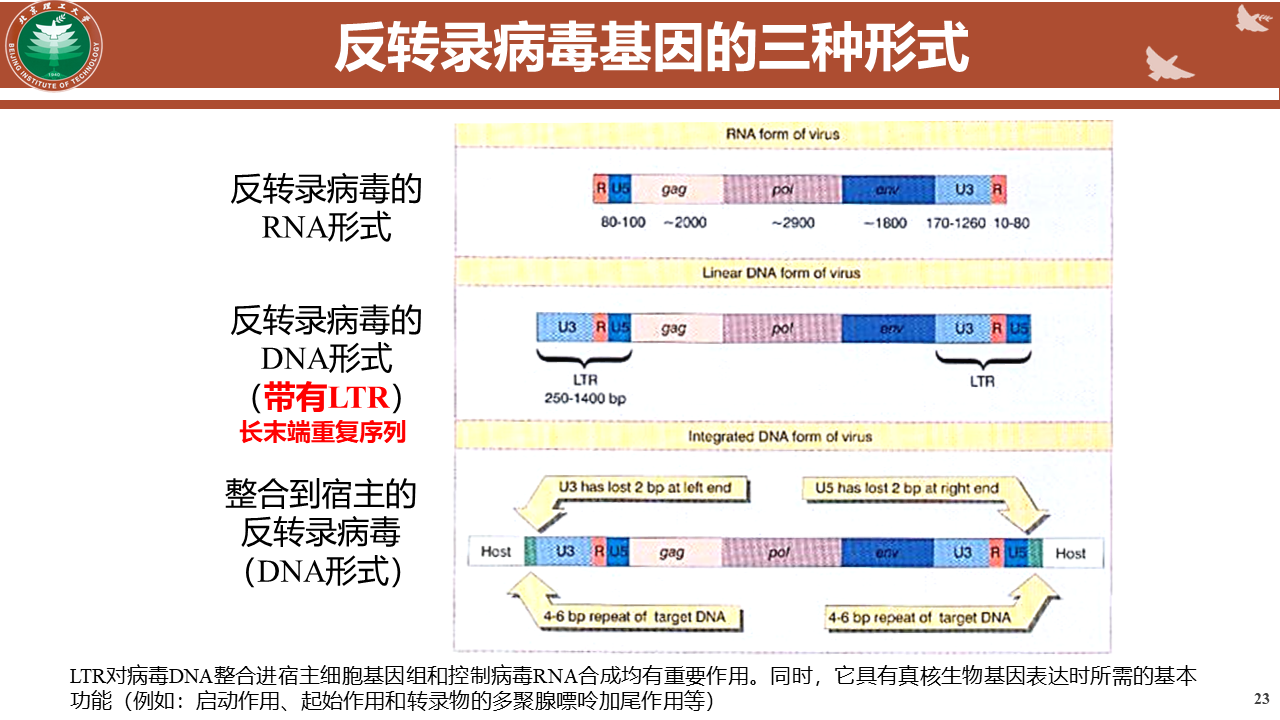 北京理工大学
BEIJING INSTITUTE OF TECHNOLOGY
1940
反转录病毒基因的三种形式
反转录病毒的
RNA形式
RNA form of virus
R U5 gag pol env U3 R
80-100 ~2000 ~2900 ~1800 170-1260 10-80
反转录病毒的
DNA形式
（带有LTR）
长末端重复序列
Linear DNA form of virus
U3 R U5 gag pol env U3 R U5
LTR LTR
250-1400 bp
整合到宿主的
反转录病毒
（DNA形式）
Integrated DNA form of virus
U3 has lost 2 bp at left end U5 has lost 2 bp at right end
Host U3 R U5 gag pol env U3 R U5 Host
4-6 bp repeat of target DNA 4-6 bp repeat of target DNA
LTR对病毒DNA整合进宿主细胞基因组和控制病毒RNA合成均有重要作用。同时，它具有真核生物基因表达时所需的基本
功能（例如：启动作用、起始作用和转录物的多聚腺嘌呤加尾作用等）
23